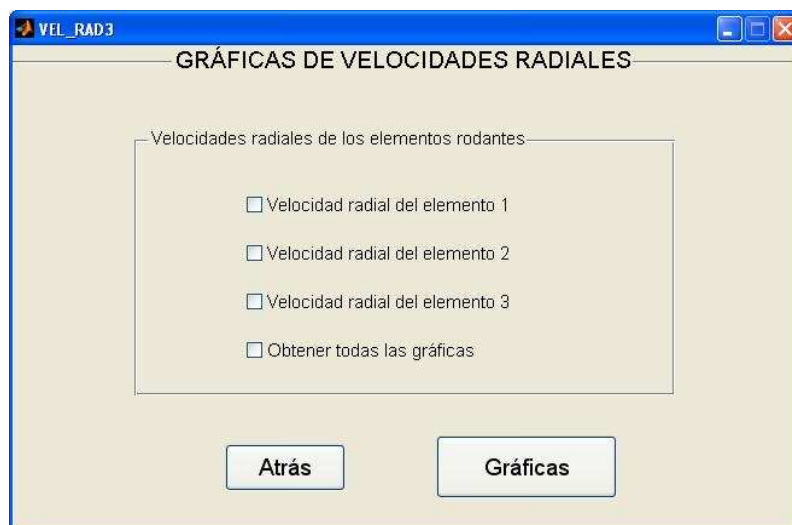 VEL_RAD3
GRÁFICAS DE VELOCIDADES RADIALES
Velocidades radiales de los elementos rodantes
Velocidad radial del elemento 1
Velocidad radial del elemento 2
Velocidad radial del elemento 3
Obtener todas las gráficas
Atrás
Gráficas